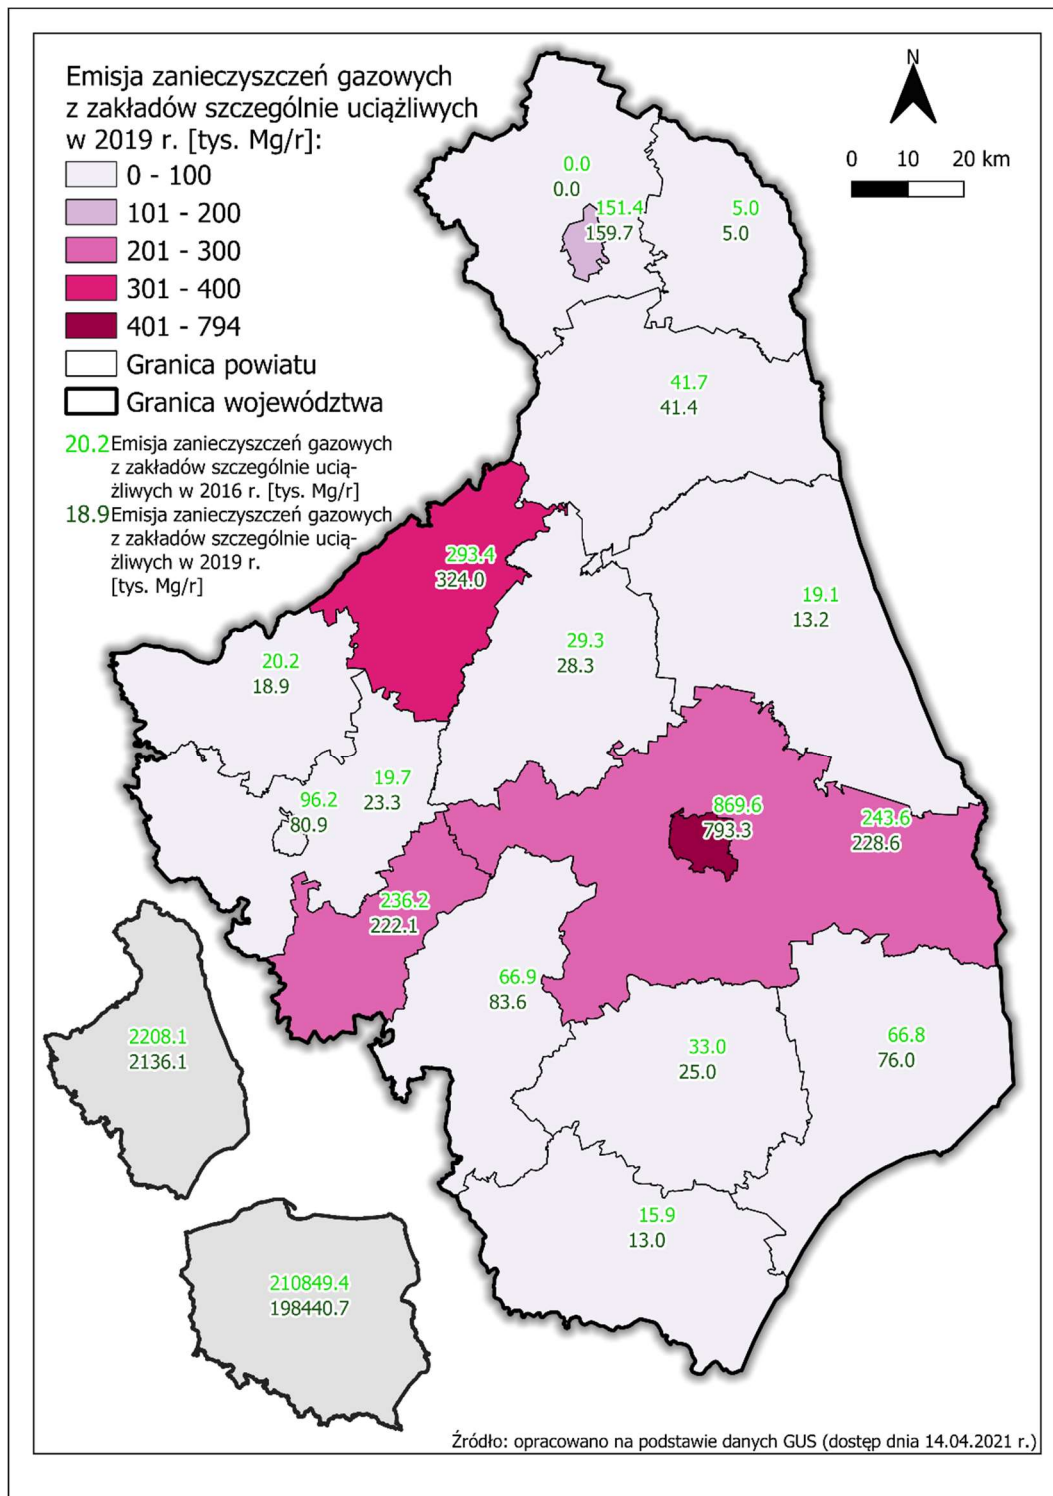 Emisja zanieczyszczeń gazowych
z zakładów szczególnie uciążliwych
w 2019 r. [tys. Mg/r]:
0 - 100
101 - 200
201 - 300
301 - 400
401 - 794
Granica powiatu
Granica województwa
20.2 Emisja zanieczyszczeń gazowych
z zakładów szczególnie ucią-
żliwych w 2016 r. [tys. Mg/r]
18.9 Emisja zanieczyszczeń gazowych
z zakładów szczególnie ucią-
żliwych w 2019 r.
[tys. Mg/r]
N
0 10 20 km
0.0
0.0
151.4
159.7
5.0
5.0
41.7
41.4
293.4
324.0
19.1
13.2
29.3
28.3
20.2
18.9
19.7
23.3
96.2
80.9
869.6
793.3
243.6
228.6
236.2
222.1
66.9
83.6
33.0
25.0
66.8
76.0
15.9
13.0
2208.1
2136.1
210849.4
198440.7
Źródło: opracowano na podstawie danych GUS (dostęp dnia 14.04.2021 r.)